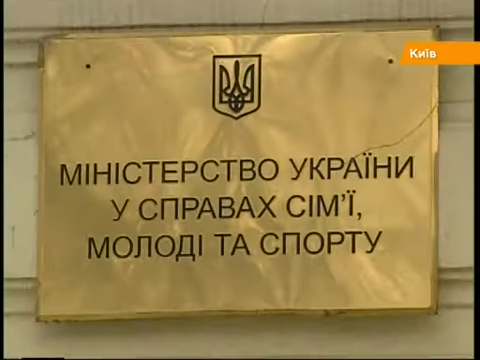 Київ
МІНІСТЕРСТВО УКРАЇНИ
У СПРАВАХ СІМ'Ї,
МОЛОДІ ТА СПОРТУ